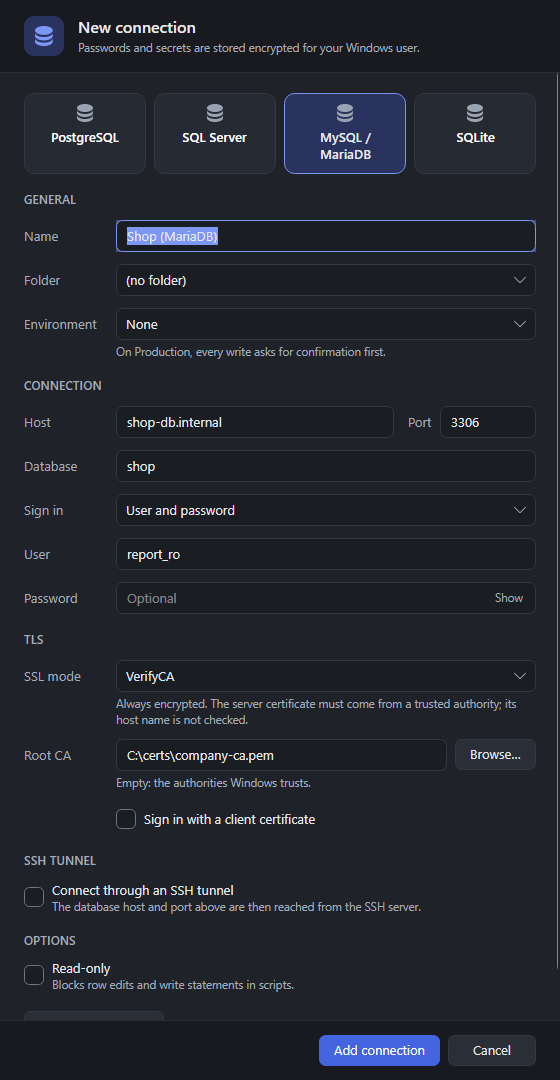 New connection
Passwords and secrets are stored encrypted for your Windows user.
PostgreSQL
SQL Server
MySQL /
MariaDB
SQLite
GENERAL
Name
Shop (MariaDB)
Folder
(no folder)
Environment
None
On Production, every write asks for confirmation first.
CONNECTION
Host
shop-db.internal
Port
3306
Database
shop
Sign in
User and password
User
report_ro
Password
Optional
Show
TLS
SSL mode
VerifyCA
Always encrypted. The server certificate must come from a trusted authority; its
host name is not checked.
Root CA
C:\certs\company-ca.pem
Browse...
Empty: the authorities Windows trusts.
Sign in with a client certificate
SSH TUNNEL
Connect through an SSH tunnel
The database host and port above are then reached from the SSH server.
OPTIONS
Read-only
Blocks row edits and write statements in scripts.
Add connection
Cancel